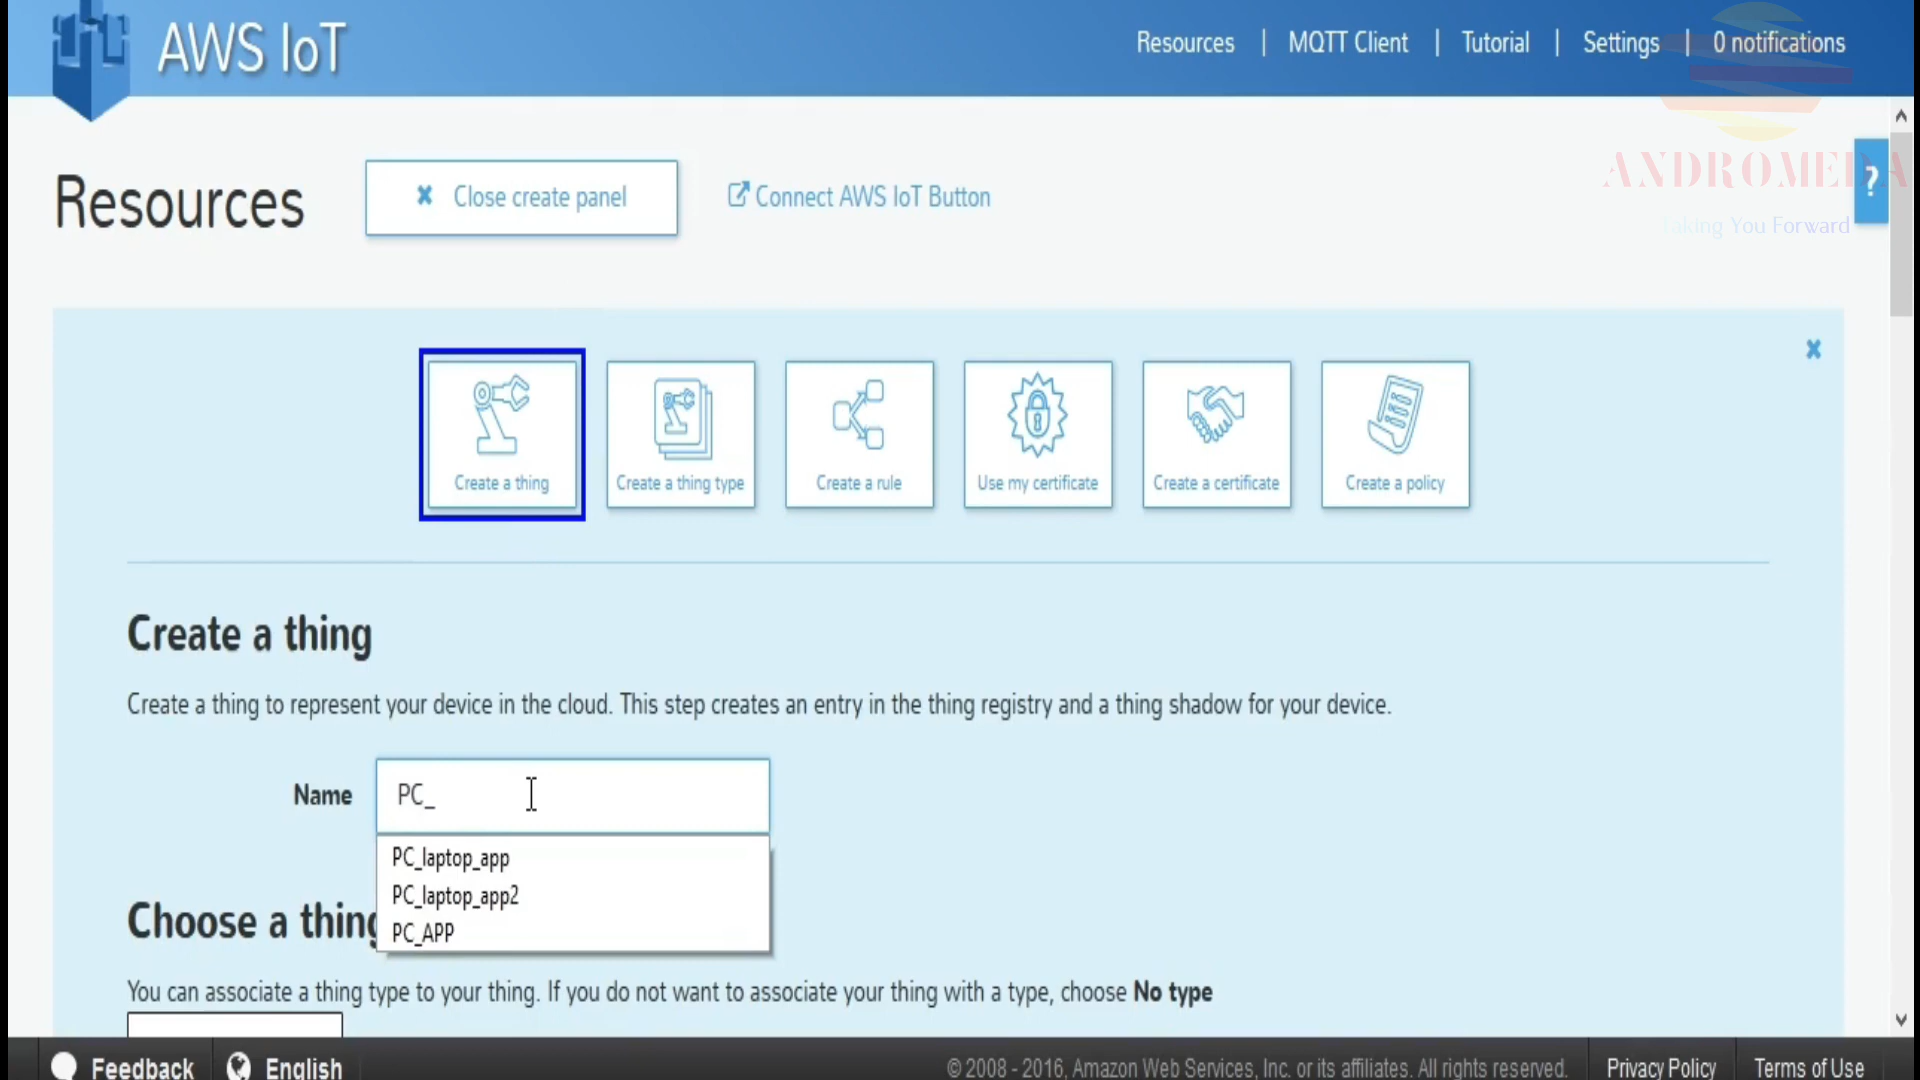 AWS IoT
Resources | MQTT Client | Tutorial | Settings | 0 notifications
ANDROMEDA
Taking You Forward
?
Resources
Close create panel
Connect AWS IoT Button
Create a thing
Create a thing type
Create a rule
Use my certificate
Create a certificate
Create a policy
Create a thing
Create a thing to represent your device in the cloud. This step creates an entry in the thing registry and a thing shadow for your device.
Name PC_
PC_laptop_app
PC_laptop_app2
PC_APP
Choose a thing
You can associate a thing type to your thing. If you do not want to associate your thing with a type, choose No type
Feedback English © 2008 - 2016, Amazon Web Services, Inc. or its affiliates. All rights reserved. Privacy Policy Terms of Use